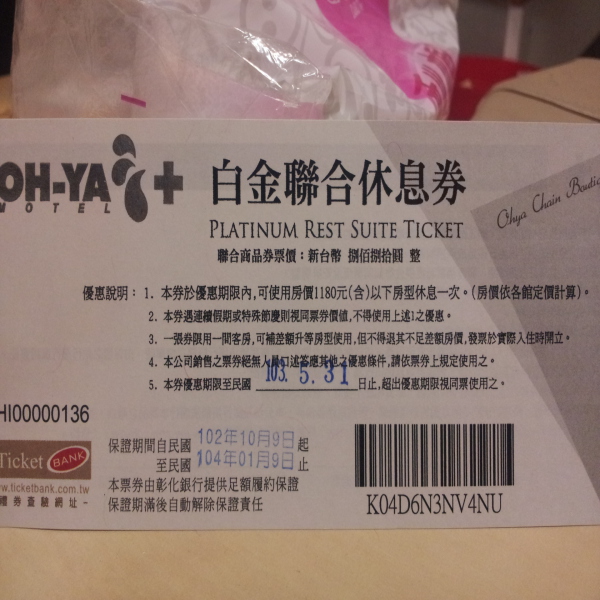 OH-YA
MOTEL
白金聯合休息券
PLATINUM REST SUITE TICKET
Ohya Chain Boutiq
聯合商品券票價：新台幣 捌佰捌拾圓 整
優惠說明：1. 本券於優惠期限內，可使用房價1180元(含)以下房型休息一次。(房價依各館定價計算)。
2. 本券遇連續假期或特殊節慶則視同票券價值，不得使用上述1之優惠。
3. 一張券限用一間客房，可補差額升等房型使用，但不得退其不足差額房價，發票於實際入住時開立。
4. 本公司銷售之票券絕無人員口述答應其他之優惠條件，請依票券上規定使用之。
5. 本券優惠期限至民國 103. 5. 31 日止，超出優惠期限視同票使用之。
HI00000136
保證期間自民國 102年10月9日 起
至民國 104年01月9日 止
本票券由彰化銀行提供足額履約保證
保證期滿後自動解除保證責任
Ticket BANK
www.ticketbank.com.tw
禮券查驗網址-
K04D6N3NV4NU